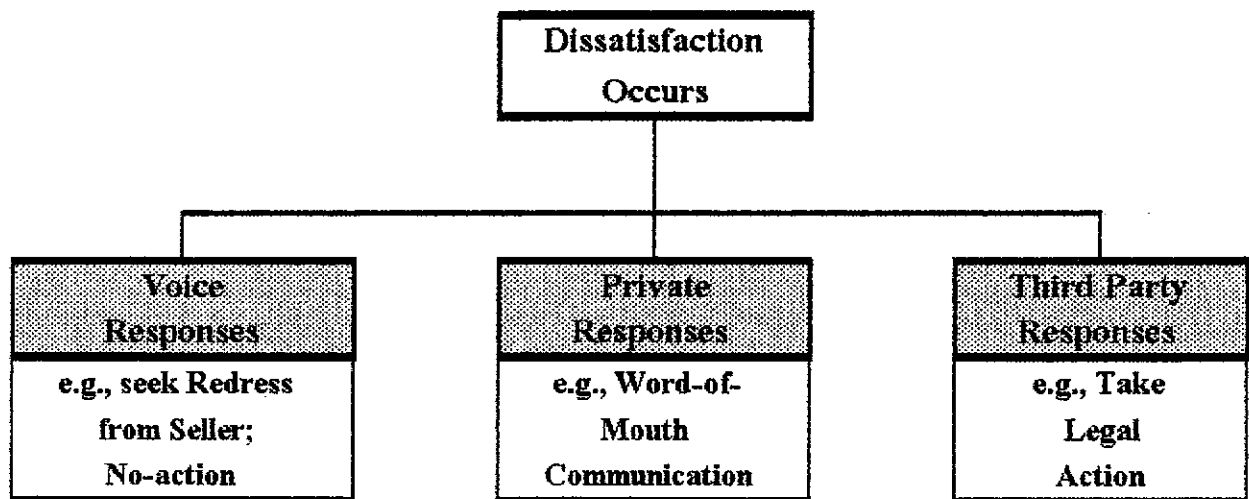 Dissatisfaction
Occurs
Voice
Responses
e.g., seek Redress
from Seller;
No-action
Private
Responses
e.g., Word-of-
Mouth
Communication
Third Party
Responses
e.g., Take
Legal
Action